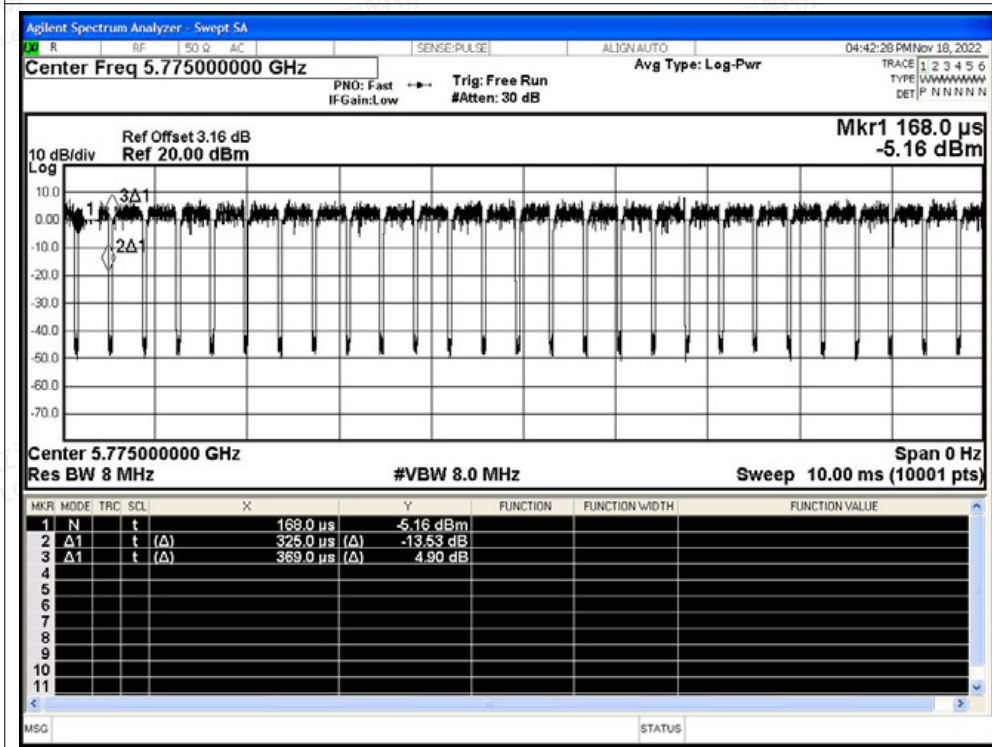 Agilent Spectrum Analyzer - Swept SA
LXI R RF 50 Ω AC SENSE:PULSE ALIGN AUTO 04:42:28 PM Nov 18, 2022
Center Freq 5.775000000 GHz Avg Type: Log-Pwr TRACE 1 2 3 4 5 6
PNO: Fast Trig: Free Run TYPE WWWWWW
IFGain:Low #Atten: 30 dB DET P N N N N N
Mkr1 168.0 µs
Ref Offset 3.16 dB
10 dB/div Ref 20.00 dBm -5.16 dBm
Log
10.0
3Δ1
1
0.00
2Δ1
-10.0
-20.0
-30.0
-40.0
-50.0
-60.0
-70.0
Center 5.775000000 GHz Span 0 Hz
Res BW 8 MHz #VBW 8.0 MHz Sweep 10.00 ms (10001 pts)
MKR MODE TRC SCL X Y FUNCTION FUNCTION WIDTH FUNCTION VALUE
1 N t 168.0 µs -5.16 dBm
2 Δ1 t (Δ) 325.0 µs (Δ) -13.53 dB
3 Δ1 t (Δ) 369.0 µs (Δ) 4.90 dB
4
5
6
7
8
9
10
11
MSG STATUS